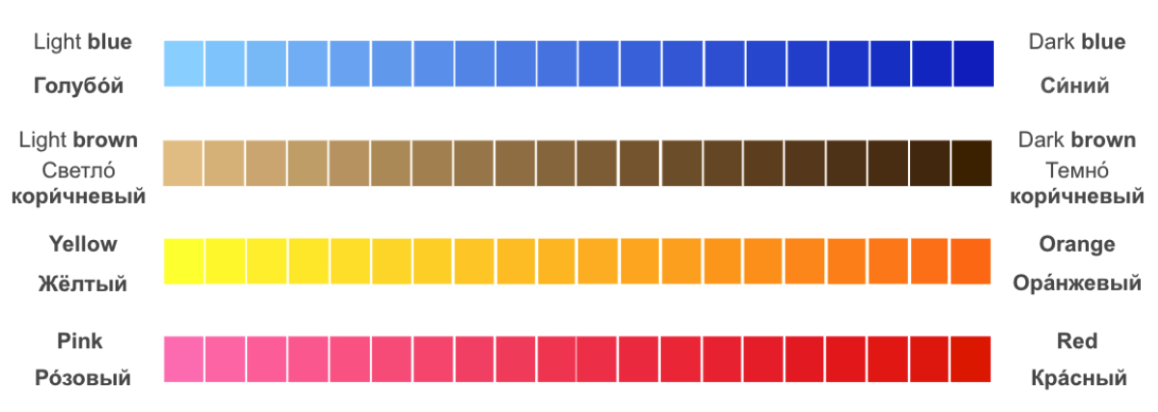 Light blue
Dark blue
Голубо́й
Си́ний
Light brown
Dark brown
Светло́
Темно́
кори́чневый
кори́чневый
Yellow
Orange
Жёлтый
Ора́нжевый
Pink
Red
Ро́зовый
Кра́сный